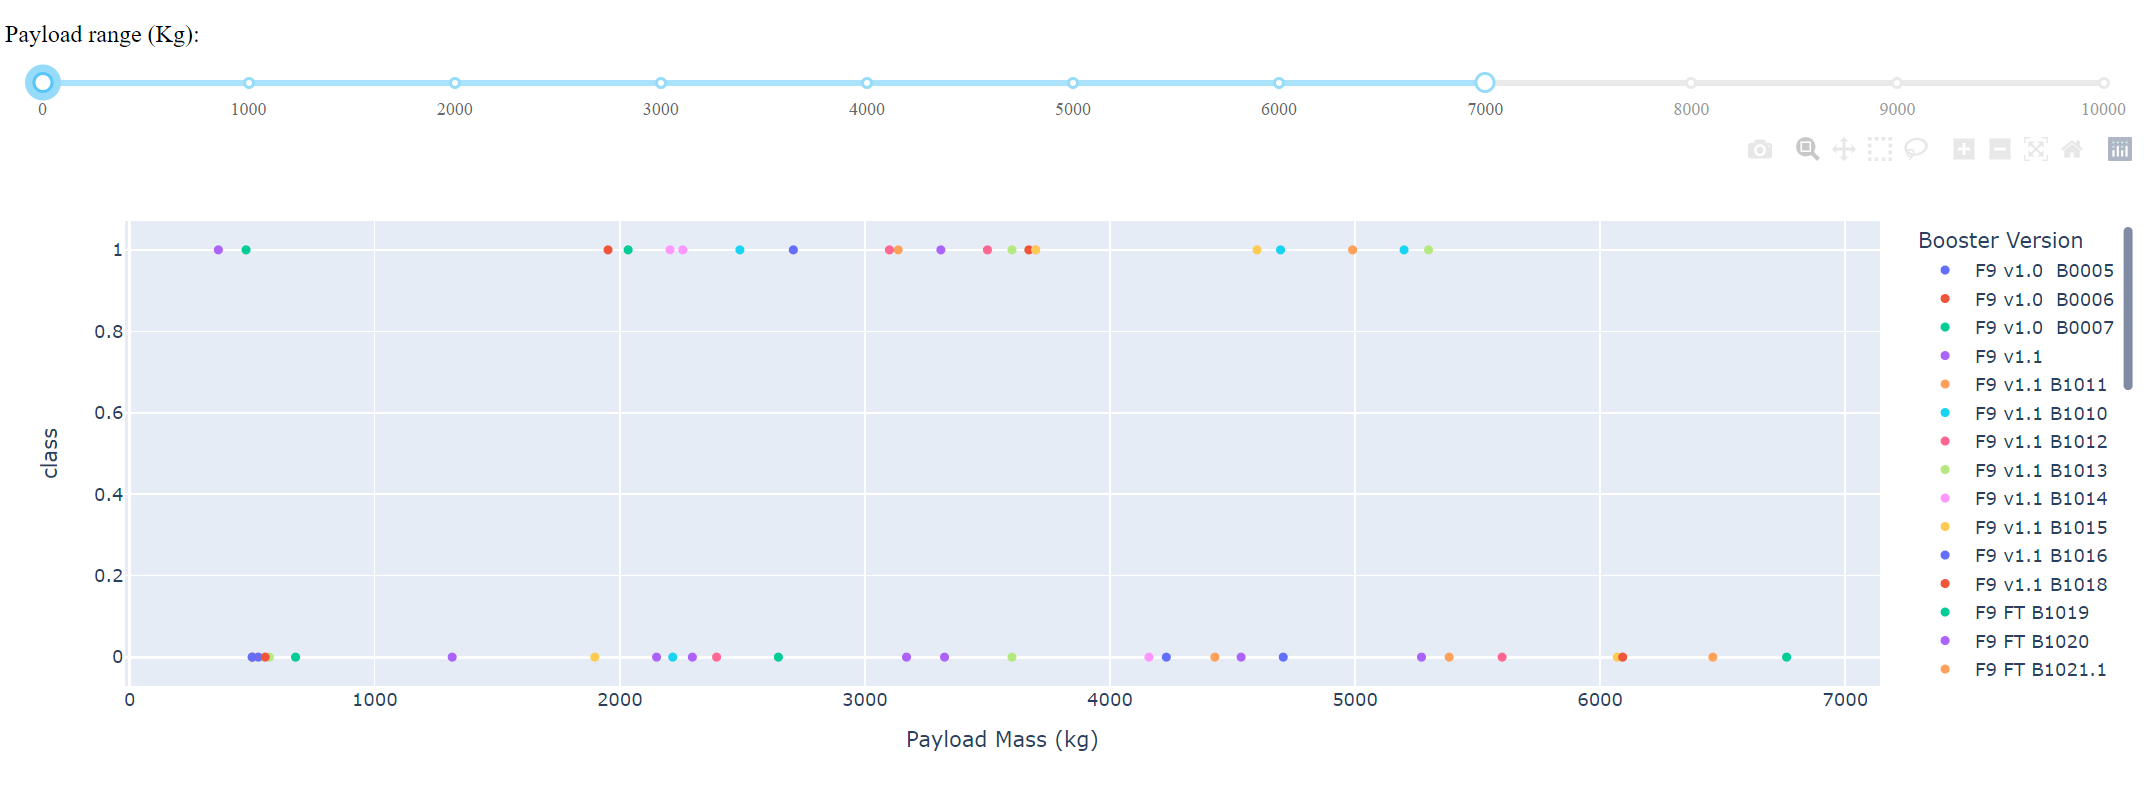 Payload range (Kg):
0 1000 2000 3000 4000 5000 6000 7000 8000 9000 10000
Booster Version
F9 v1.0  B0005
F9 v1.0  B0006
F9 v1.0  B0007
F9 v1.1
F9 v1.1 B1011
F9 v1.1 B1010
F9 v1.1 B1012
F9 v1.1 B1013
F9 v1.1 B1014
F9 v1.1 B1015
F9 v1.1 B1016
F9 v1.1 B1018
F9 FT B1019
F9 FT B1020
F9 FT B1021.1
1
0.8
0.6
0.4
0.2
0
class
0 1000 2000 3000 4000 5000 6000 7000
Payload Mass (kg)